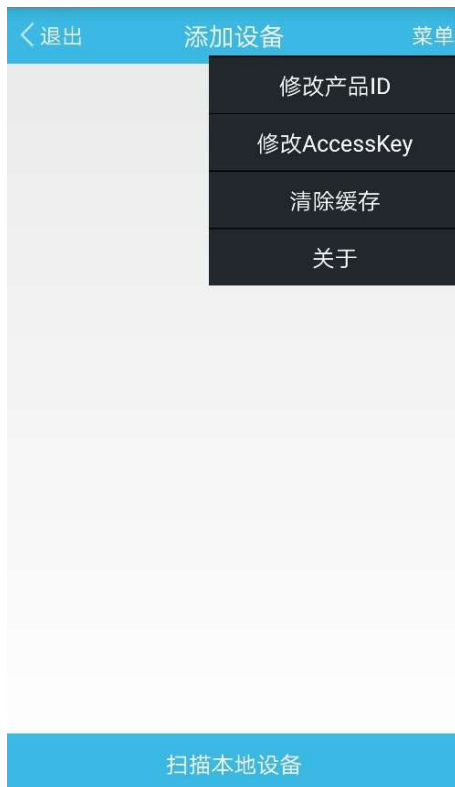 退出 添加设备 菜单
修改产品ID
修改AccessKey
清除缓存
关于
扫描本地设备